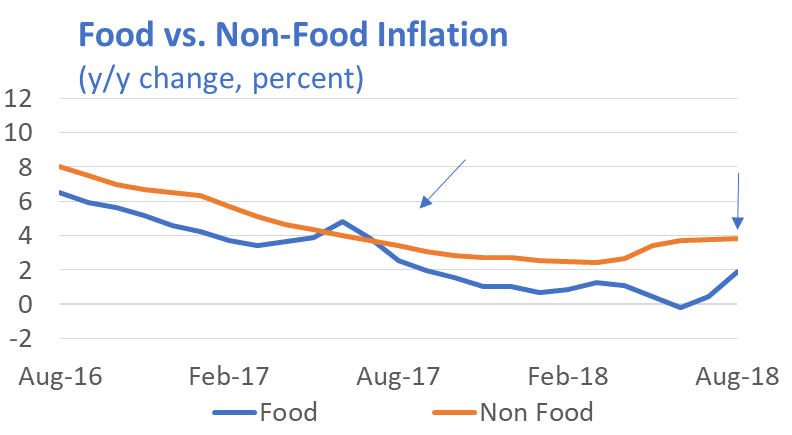 Food vs. Non-Food Inflation
(y/y change, percent)
12
10
8
6
4
2
0
-2
Aug-16 Feb-17 Aug-17 Feb-18 Aug-18
Food Non Food